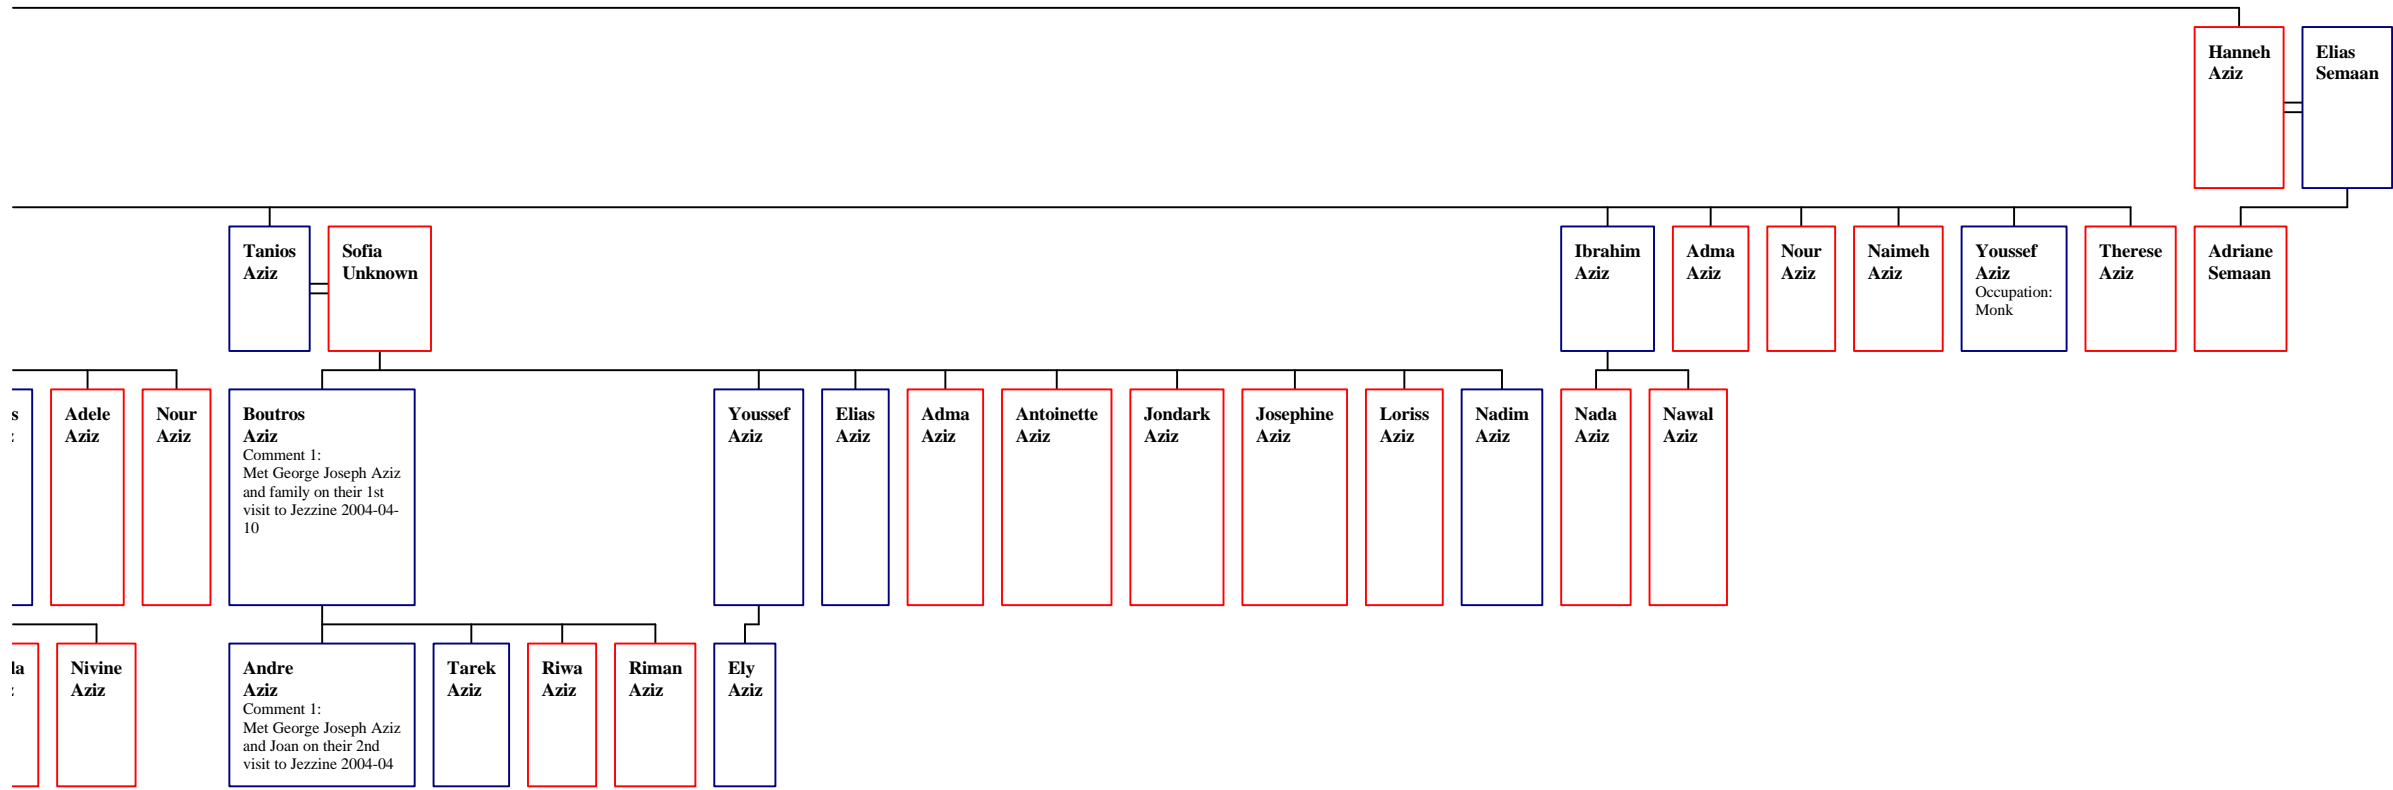 Hanneh
Aziz
Elias
Semaan
Tanios
Aziz
Sofia
Unknown
Ibrahim
Aziz
Adma
Aziz
Nour
Aziz
Naimeh
Aziz
Youssef
Aziz
Occupation:
Monk
Therese
Aziz
Adriane
Semaan
Adele
Aziz
Nour
Aziz
Boutros
Aziz
Comment 1:
Met George Joseph Aziz
and family on their 1st
visit to Jezzine 2004-04-
10
Youssef
Aziz
Elias
Aziz
Adma
Aziz
Antoinette
Aziz
Jondark
Aziz
Josephine
Aziz
Loriss
Aziz
Nadim
Aziz
Nada
Aziz
Nawal
Aziz
Nivine
Aziz
Andre
Aziz
Comment 1:
Met George Joseph Aziz
and Joan on their 2nd
visit to Jezzine 2004-04
Tarek
Aziz
Riwa
Aziz
Riman
Aziz
Ely
Aziz